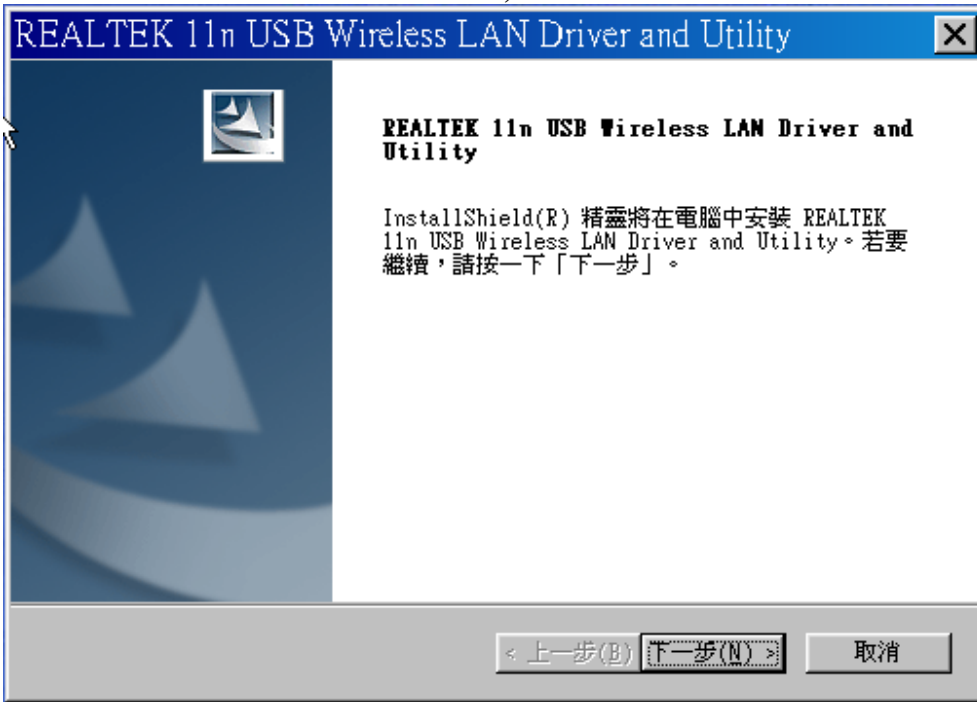 REALTEK 11n USB Wireless LAN Driver and Utility
REALTEK 11n USB Wireless LAN Driver and
Utility
InstallShield(R) 精靈將在電腦中安裝 REALTEK
11n USB Wireless LAN Driver and Utility。若要
繼續，請按一下「下一步」。
< 上一步(B) 下一步(N) > 取消